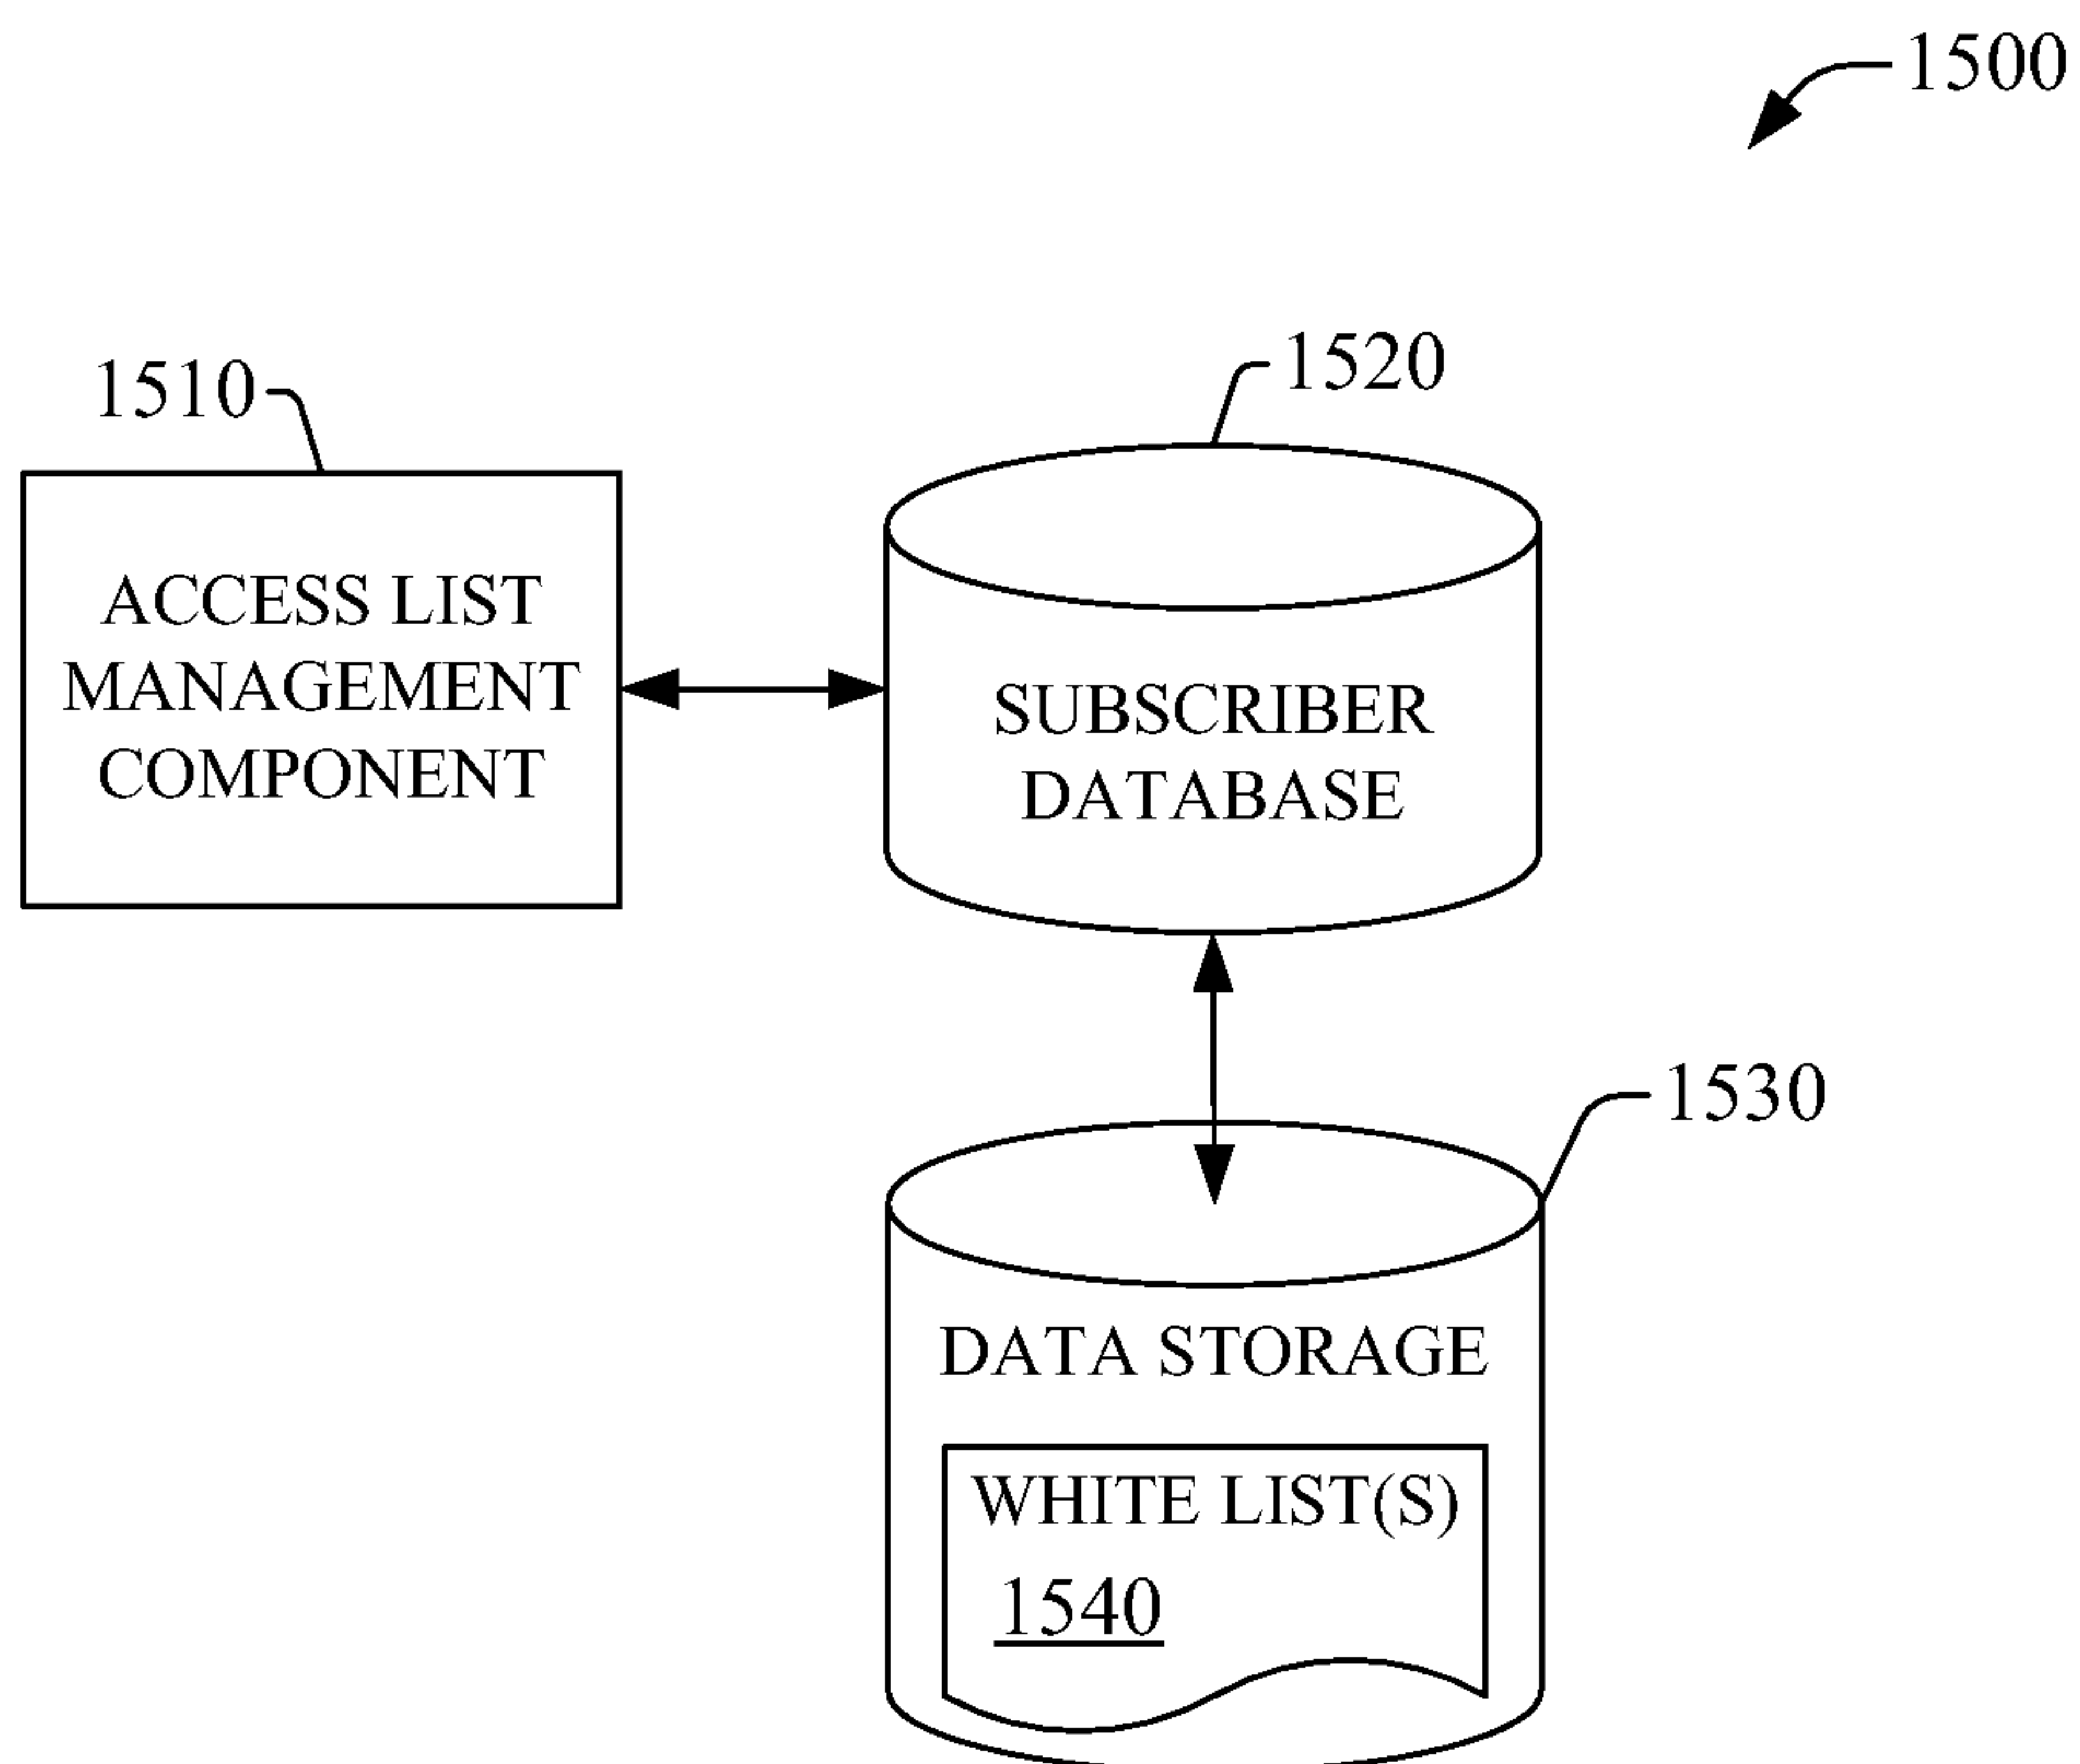 1500
1510
1520
ACCESS LIST
MANAGEMENT
COMPONENT
SUBSCRIBER
DATABASE
1530
DATA STORAGE
WHITE LIST(S)
1540